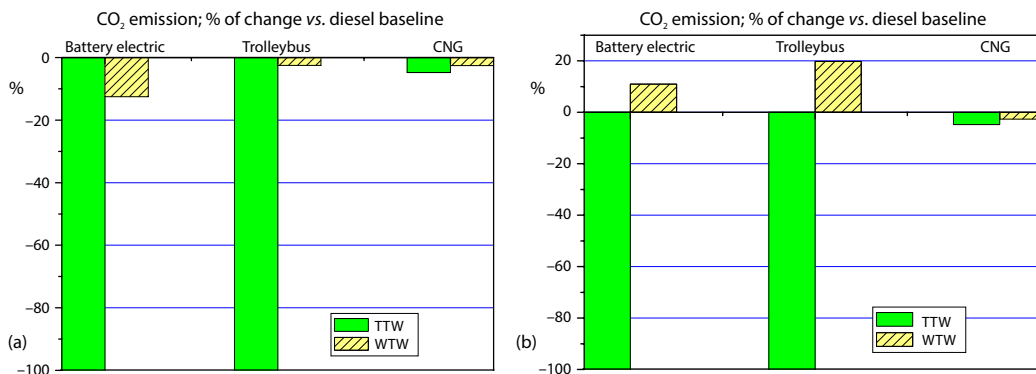 CO₂ emission; % of change vs. diesel baseline
Battery electric Trolleybus CNG
0
%
−20
−40
−60
−80
−100
TTW
WTW
(a)
CO₂ emission; % of change vs. diesel baseline
Battery electric Trolleybus CNG
20
%
0
−20
−40
−60
−80
−100
TTW
WTW
(b)